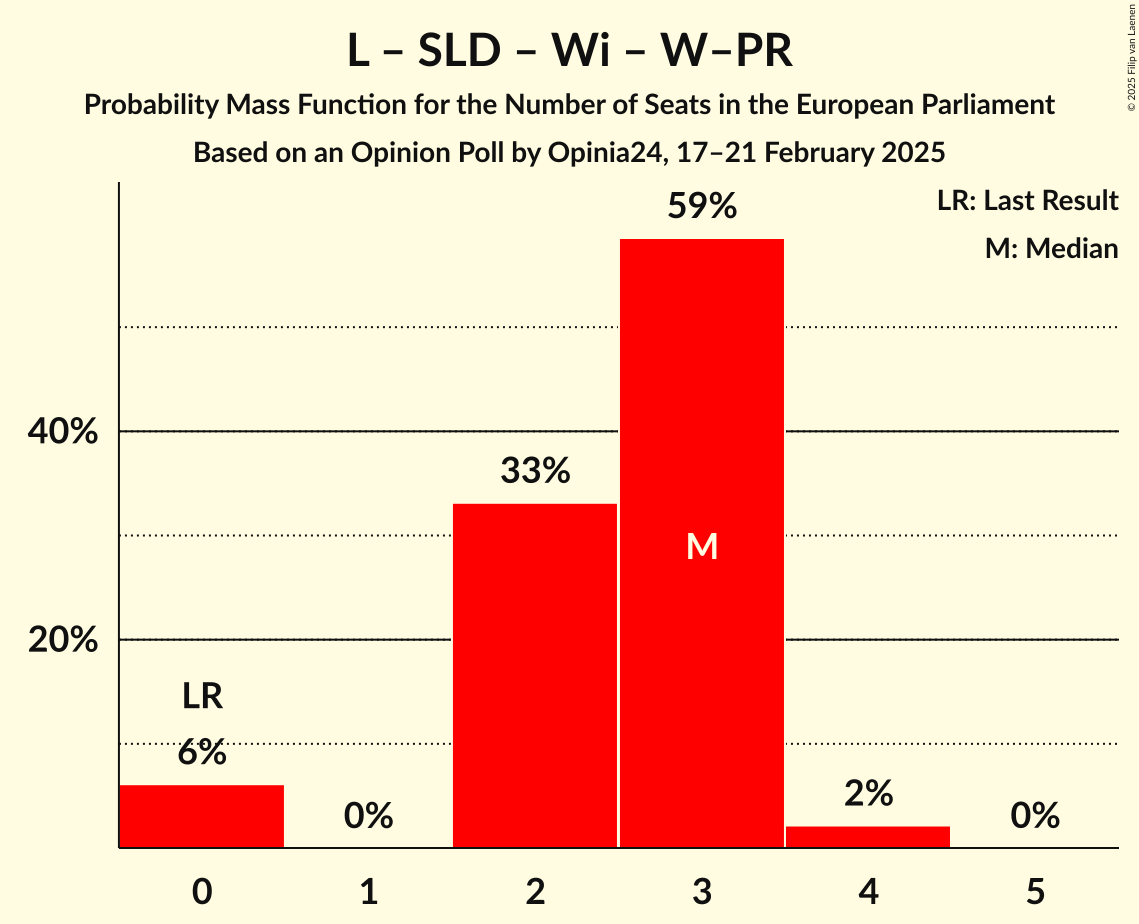 L – SLD – Wi – W–PR
Probability Mass Function for the Number of Seats in the European Parliament
Based on an Opinion Poll by Opinia24, 17–21 February 2025
© 2025 Filip van Laenen
LR: Last Result
M: Median
59%
40%
33%
M
20%
LR
6%
0%
2%
0%
0 1 2 3 4 5